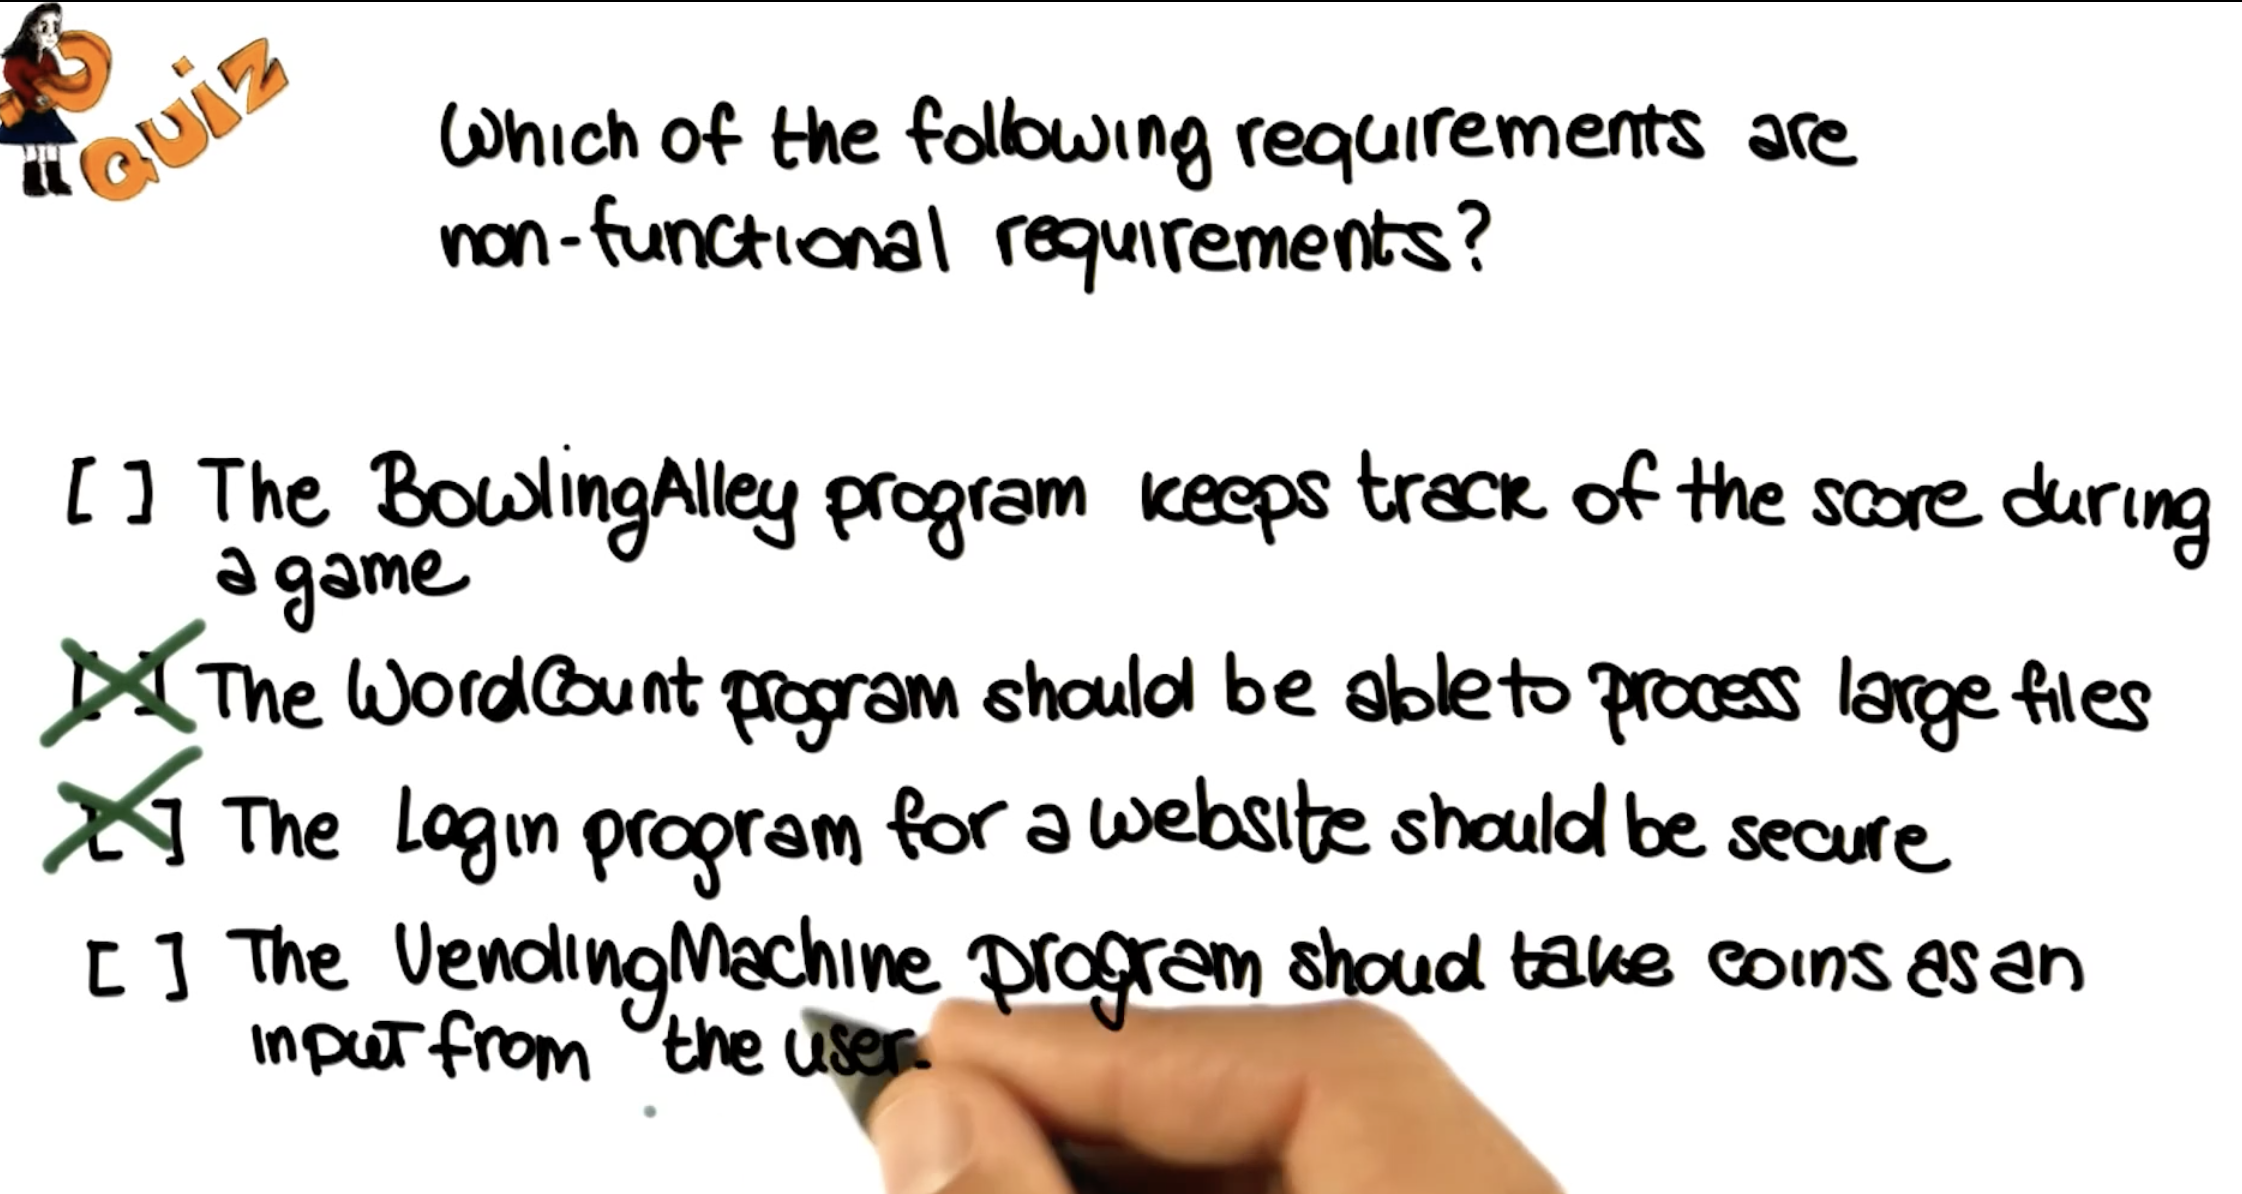 QUIZ
Which of the following requirements are
non-functional requirements?
[ ] The BowlingAlley program keeps track of the score during
a game
[X] The WordCount program should be able to process large files
[X] The Login program for a website should be secure
[ ] The VendingMachine program shoud take coins as an
input from the user.